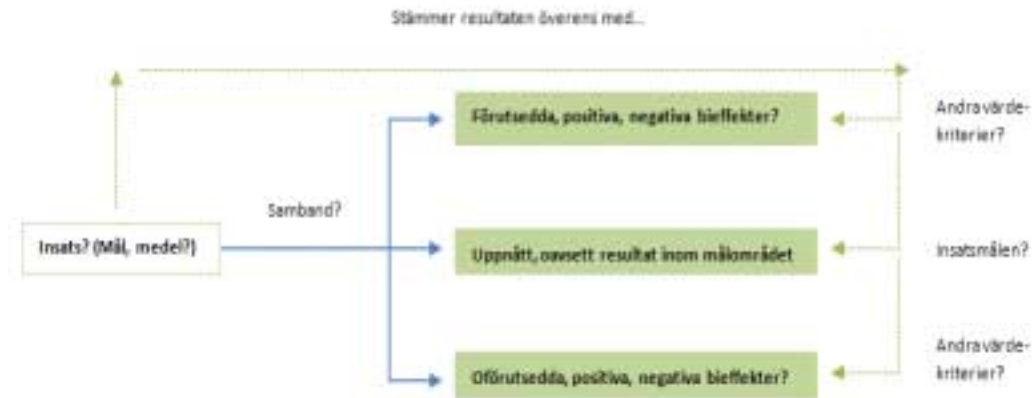 Stämmer resultaten överens med...
Förutsedda, positiva, negativa bieffekter?
Andra värde-
kriterier?
Samband?
Insats? (Mål, medel?)
Uppnått, oavsett resultat inom målområdet
Insatsmålen?
Oförutsedda, positiva, negativa bieffekter?
Andra värde-
kriterier?